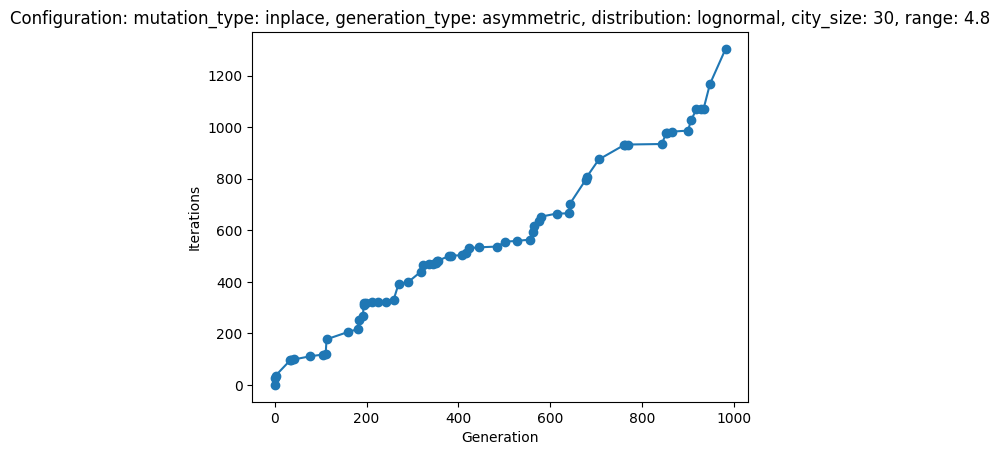 Configuration: mutation_type: inplace, generation_type: asymmetric, distribution: lognormal, city_size: 30, range: 4.8
Iterations
1200
1000
800
600
400
200
0
0 200 400 600 800 1000
Generation